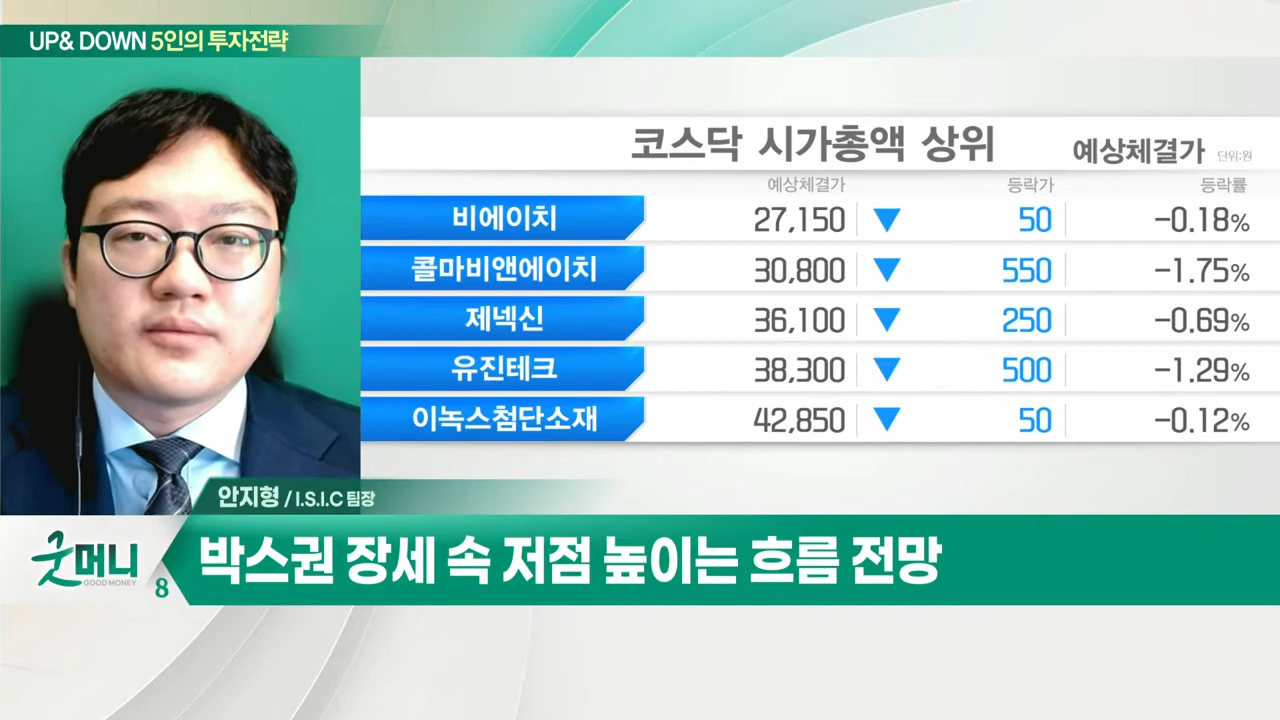 UP& DOWN 5인의 투자전략
코스닥 시가총액 상위 예상체결가 단위:원
예상체결가 등락가 등락률
비에이치 27,150 ▼ 50 -0.18%
콜마비앤에이치 30,800 ▼ 550 -1.75%
제넥신 36,100 ▼ 250 -0.69%
유진테크 38,300 ▼ 500 -1.29%
이녹스첨단소재 42,850 ▼ 50 -0.12%
안지형 / I.S.I.C 팀장
굿머니
GOOD MONEY
8
박스권 장세 속 저점 높이는 흐름 전망